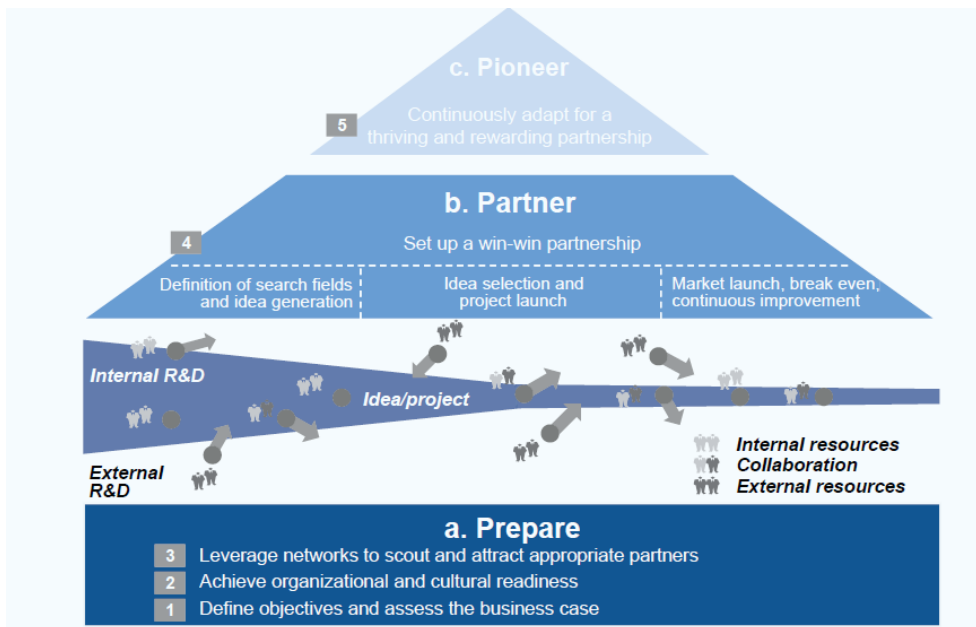 c. Pioneer
5
Continuously adapt for a
thriving and rewarding partnership
b. Partner
4
Set up a win-win partnership
Definition of search fields
and idea generation
Idea selection and
project launch
Market launch, break even,
continuous improvement
Internal R&D
Idea/project
External
R&D
Internal resources
Collaboration
External resources
a. Prepare
3 Leverage networks to scout and attract appropriate partners
2 Achieve organizational and cultural readiness
1 Define objectives and assess the business case